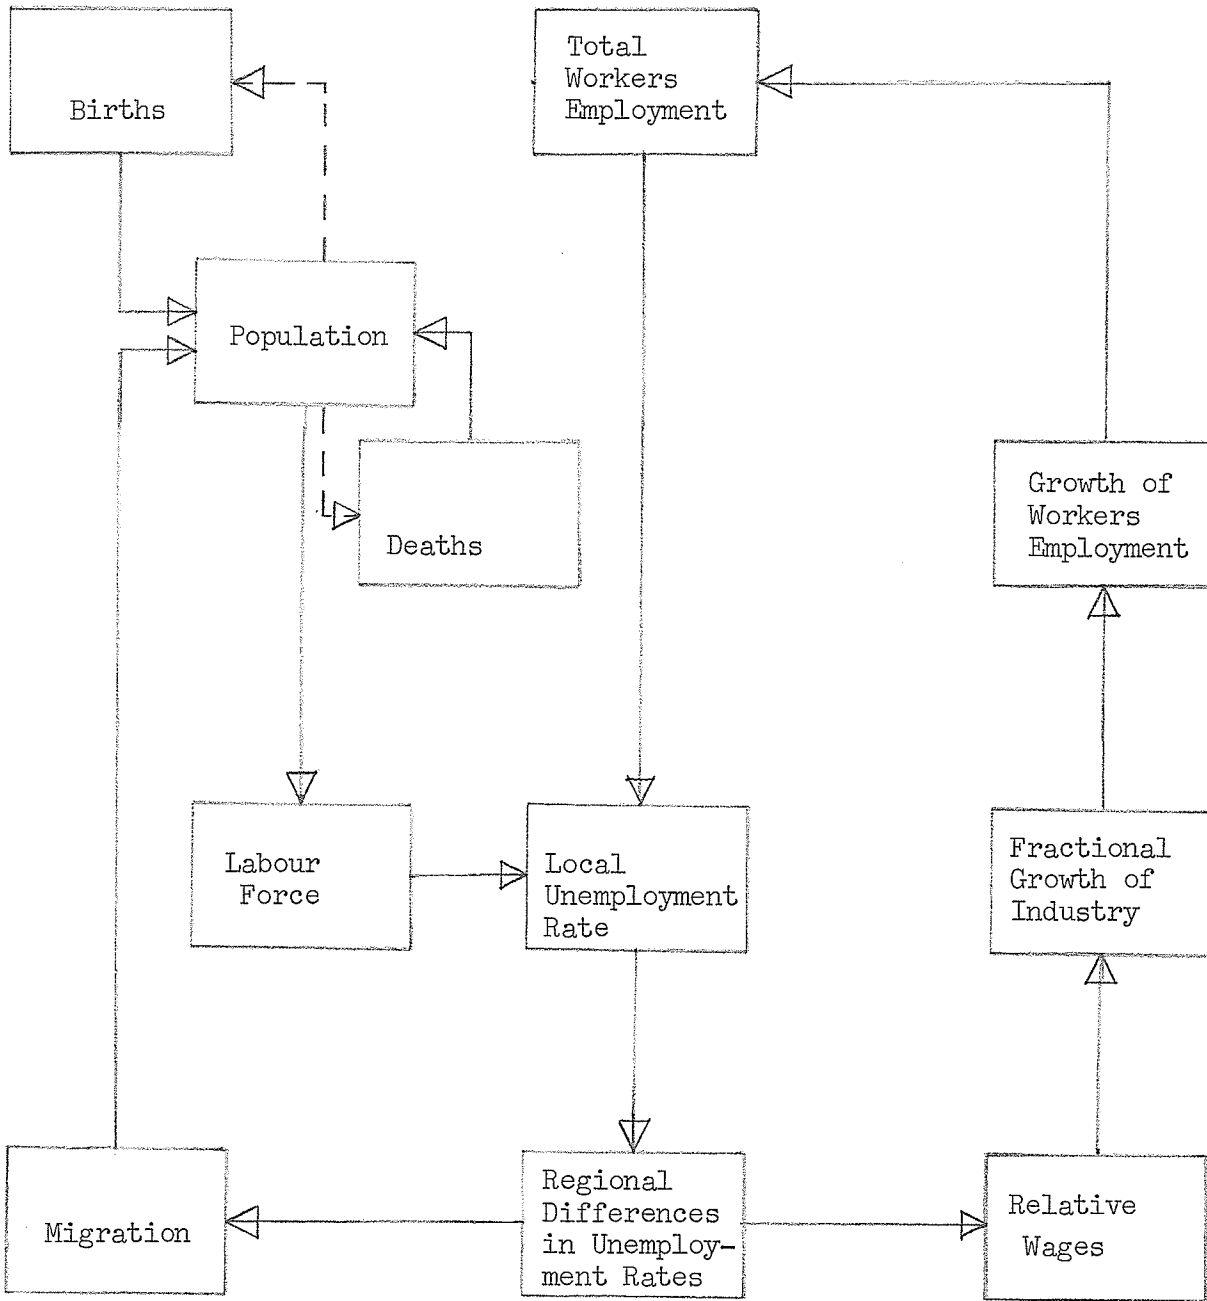 Births
Total
Workers
Employment
Population
Deaths
Growth of
Workers
Employment
Labour
Force
Local
Unemployment
Rate
Fractional
Growth of
Industry
Migration
Regional
Differences
in Unemploy-
ment Rates
Relative
Wages